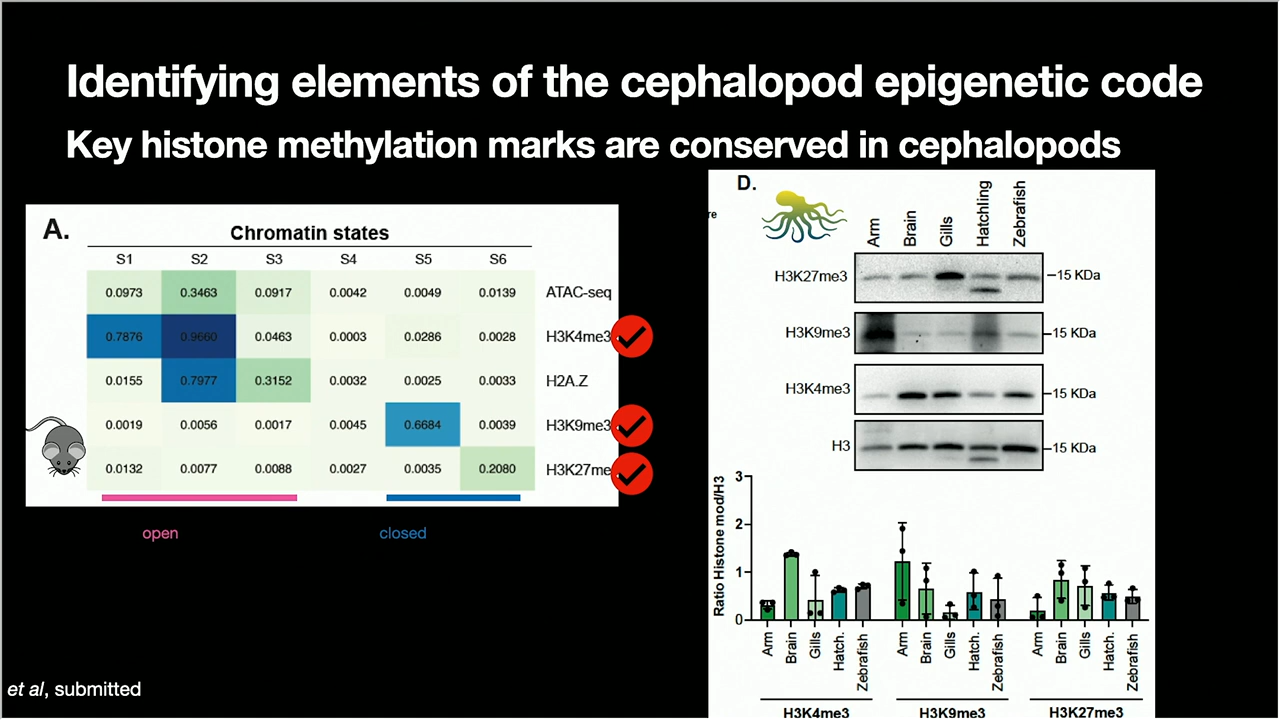 Identifying elements of the cephalopod epigenetic code
Key histone methylation marks are conserved in cephalopods
A.
Chromatin states
S1 S2 S3 S4 S5 S6
0.0973 0.3463 0.0917 0.0042 0.0049 0.0139 ATAC-seq
0.7876 0.9660 0.0463 0.0003 0.0286 0.0028 H3K4me3
0.0155 0.7977 0.3152 0.0032 0.0025 0.0033 H2A.Z
0.0019 0.0056 0.0017 0.0045 0.6684 0.0039 H3K9me3
0.0132 0.0077 0.0088 0.0027 0.0035 0.2080 H3K27me
open closed
et al, submitted
re
D.
Arm Brain Gills Hatchling Zebrafish
H3K27me3 15 KDa
H3K9me3 15 KDa
H3K4me3 15 KDa
H3 15 KDa
Ratio Histone mod/H3
3
2
1
0
Arm Brain Gills Hatch. Zebrafish Arm Brain Gills Hatch. Zebrafish Arm Brain Gills Hatch. Zebrafish
H3K4me3 H3K9me3 H3K27me3